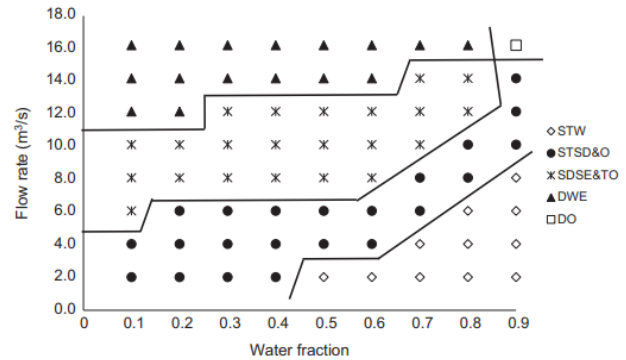 18.0
16.0
14.0
12.0
10.0
8.0
6.0
4.0
2.0
0.0
Flow rate (m³/s)
0 0.1 0.2 0.3 0.4 0.5 0.6 0.7 0.8 0.9
Water fraction
STW
STSD&O
SDSE&TO
DWE
DO